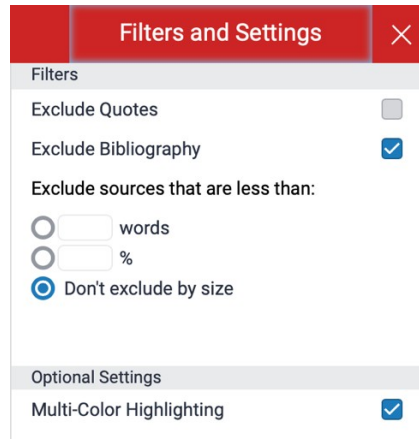 Filters and Settings
Filters
Exclude Quotes
Exclude Bibliography
Exclude sources that are less than:
words
%
Don't exclude by size
Optional Settings
Multi-Color Highlighting